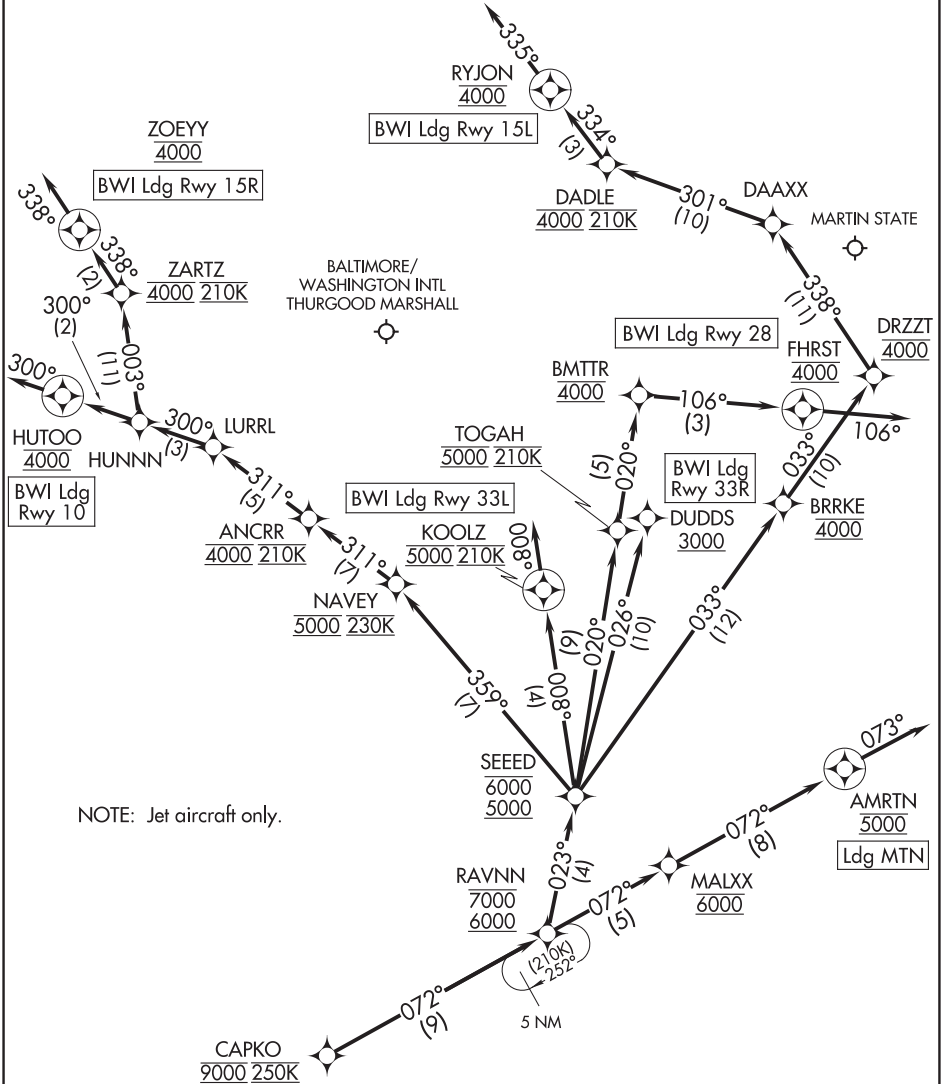 335°
RYJON
4000
BWI Ldg Rwy 15L
334°
(3)
DADLE
4000 210K
301°
(10)
DAAXX
MARTIN STATE
ZOEYY
4000
BWI Ldg Rwy 15R
338°
338°
(2)
ZARTZ
4000 210K
BALTIMORE/
WASHINGTON INTL
THURGOOD MARSHALL
300°
(2)
003°
(11)
338°
(11)
DRZZT
4000
BWI Ldg Rwy 28
FHRST
4000
BMTTR
4000
106°
(3)
106°
300°
HUTOO
4000
BWI Ldg
Rwy 10
HUNNN
300°
(3)
LURRL
TOGAH
5000 210K
020°
(5)
BWI Ldg
Rwy 33R
DUDDS
3000
033°
(10)
BRRKE
4000
311°
(5)
BWI Ldg Rwy 33L
ANCRR
4000 210K
KOOLZ
5000 210K
008°
311°
(7)
NAVEY
5000 230K
020°
(9)
026°
(10)
033°
(12)
359°
(7)
008°
(4)
SEEED
6000
5000
073°
AMRTN
5000
Ldg MTN
NOTE: Jet aircraft only.
023°
(4)
072°
(8)
MALXX
6000
RAVNN
7000
6000
072°
(5)
(210K)
252°
5 NM
072°
(9)
CAPKO
9000 250K